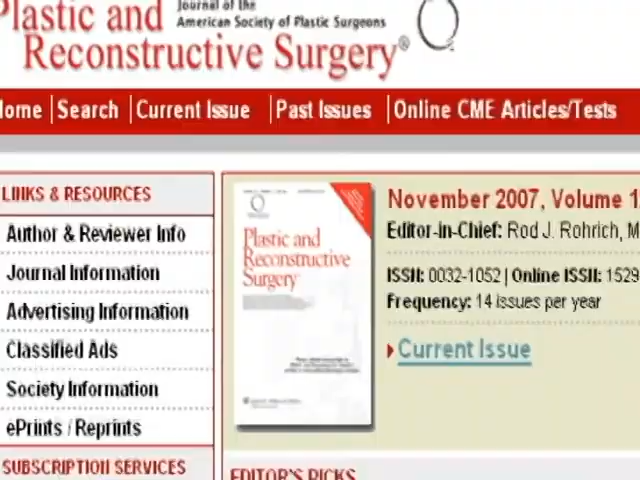 Journal of the
Plastic and
American Society of Plastic Surgeons
Reconstructive Surgery®
Home | Search | Current Issue | Past Issues | Online CME Articles/Tests
LINKS & RESOURCES
Author & Reviewer Info
Journal Information
Advertising Information
Classified Ads
Society Information
ePrints / Reprints
SUBSCRIPTION SERVICES
Plastic and
Reconstructive
Surgery
November 2007, Volume 1
Editor-in-Chief: Rod J. Rohrich, M
ISSN: 0032-1052 | Online ISSN: 1529
Frequency: 14 issues per year
Current Issue
EDITOR'S PICKS